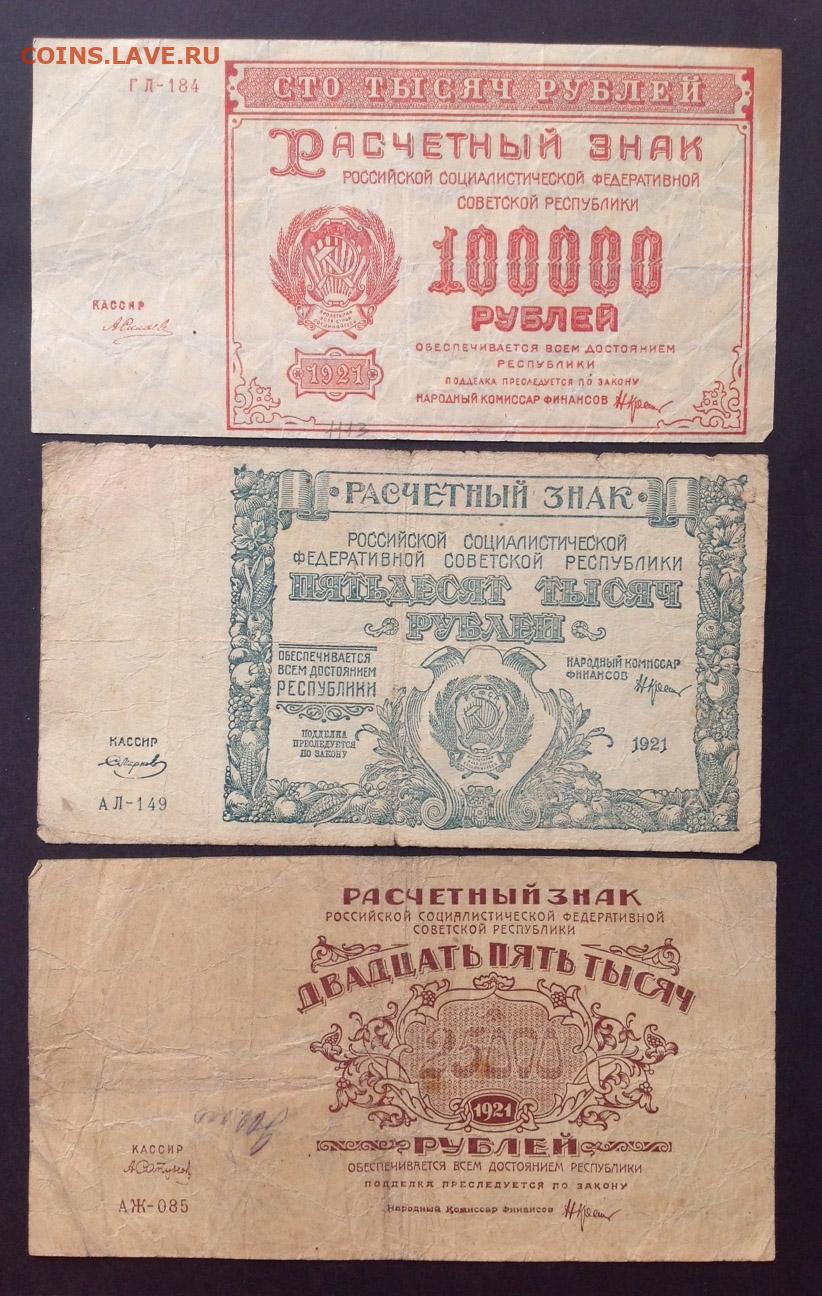 COINS.LAVE.RU
ГЛ-184
СТО ТЫСЯЧ РУБЛЕЙ
РАСЧЕТНЫЙ ЗНАК
РОССИЙСКОЙ СОЦИАЛИСТИЧЕСКОЙ ФЕДЕРАТИВНОЙ
СОВЕТСКОЙ РЕСПУБЛИКИ
100000
РУБЛЕЙ
КАССИР
1921
ОБЕСПЕЧИВАЕТСЯ ВСЕМ ДОСТОЯНИЕМ
РЕСПУБЛИКИ
ПОДДЕЛКА ПРЕСЛЕДУЕТСЯ ПО ЗАКОНУ
НАРОДНЫЙ КОМИССАР ФИНАНСОВ
РАСЧЕТНЫЙ ЗНАК
РОССИЙСКОЙ СОЦИАЛИСТИЧЕСКОЙ
ФЕДЕРАТИВНОЙ СОВЕТСКОЙ РЕСПУБЛИКИ
ПЯТЬДЕСЯТ ТЫСЯЧ
РУБЛЕЙ
ОБЕСПЕЧИВАЕТСЯ
ВСЕМ ДОСТОЯНИЕМ
РЕСПУБЛИКИ
НАРОДНЫЙ КОМИССАР
ФИНАНСОВ
ПОДДЕЛКА
ПРЕСЛЕДУЕТСЯ
ПО ЗАКОНУ
1921
КАССИР
АЛ-149
РАСЧЕТНЫЙ ЗНАК
РОССИЙСКОЙ СОЦИАЛИСТИЧЕСКОЙ ФЕДЕРАТИВНОЙ
СОВЕТСКОЙ РЕСПУБЛИКИ
ДВАДЦАТЬ ПЯТЬ ТЫСЯЧ
25000
1921
РУБЛЕЙ
КАССИР
ОБЕСПЕЧИВАЕТСЯ ВСЕМ ДОСТОЯНИЕМ РЕСПУБЛИКИ
ПОДДЕЛКА ПРЕСЛЕДУЕТСЯ ПО ЗАКОНУ
АЖ-085
Народный Комиссар Финансов